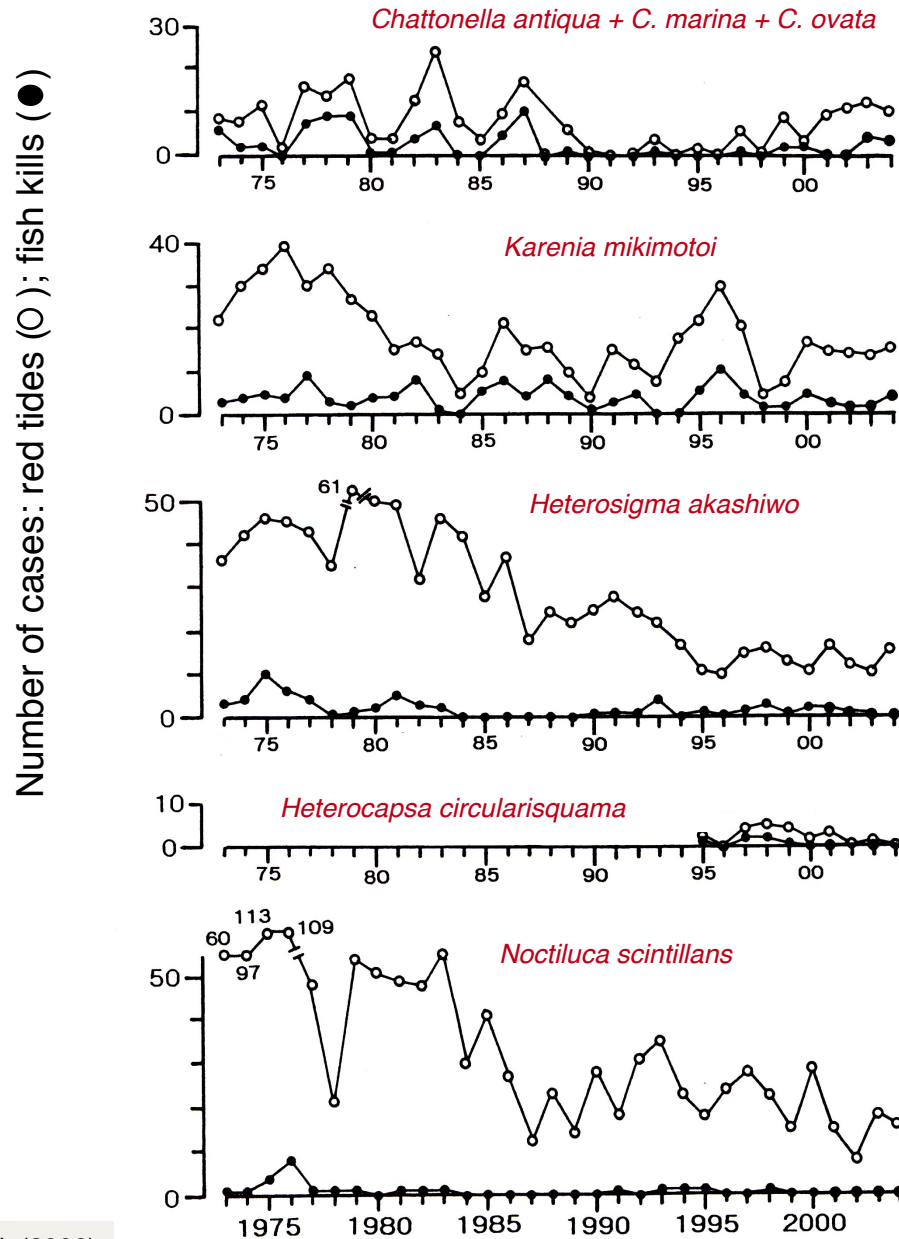 Number of cases: red tides (O); fish kills (●)
Chattonella antiqua + C. marina + C. ovata
30
0
75 80 85 90 95 00
Karenia mikimotoi
40
0
75 80 85 90 95 00
Heterosigma akashiwo
61
50
0
75 80 85 90 95 00
Heterocapsa circularisquama
10
0
75 80 85 90 95 00
Noctiluca scintillans
113
60 109
97
50
0
1975 1980 1985 1990 1995 2000